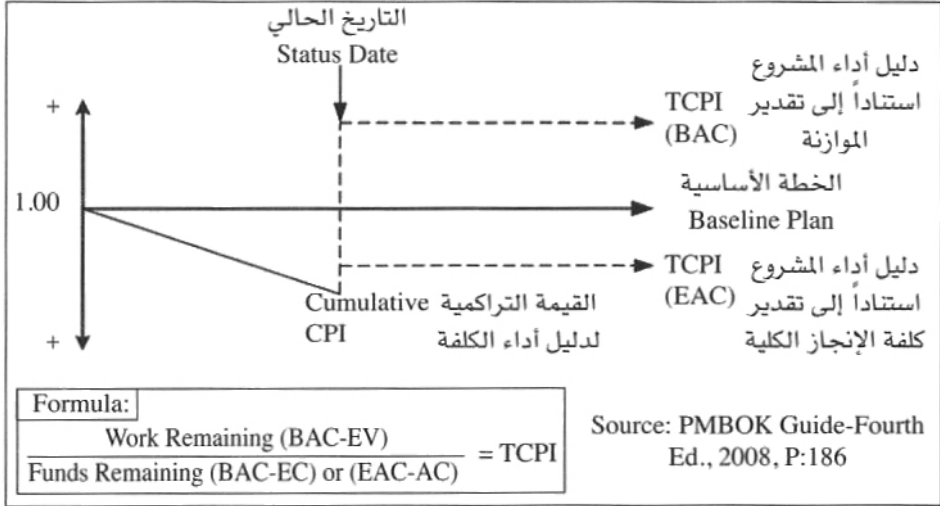 التاريخ الحالي
Status Date
دليل أداء المشروع
استناداً إلى تقدير
الموازنة
TCPI
(BAC)
+
1.00
الخطة الأساسية
Baseline Plan
TCPI
(EAC)
دليل أداء المشروع
استناداً إلى تقدير
كلفة الإنجاز الكلية
Cumulative
CPI
القيمة التراكمية
لدليل أداء الكلفة
+
Formula:
Work Remaining (BAC-EV)
Funds Remaining (BAC-EC) or (EAC-AC)
= TCPI
Source: PMBOK Guide-Fourth
Ed., 2008, P:186